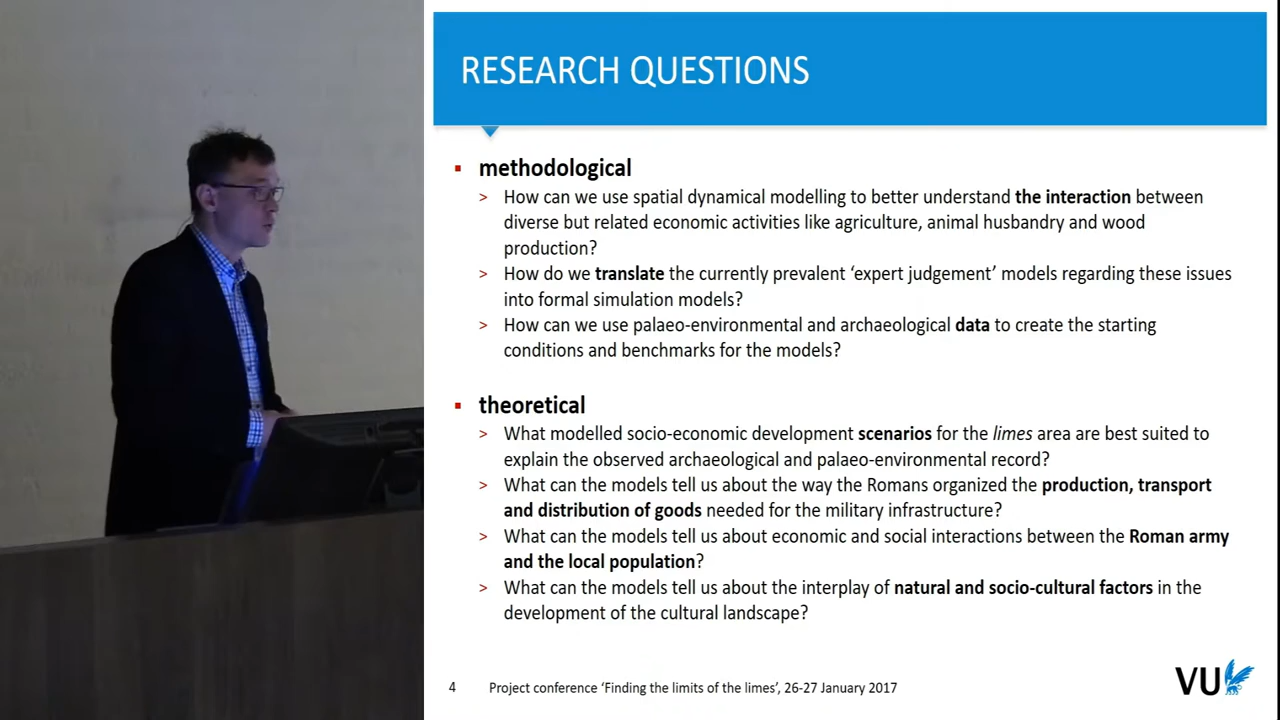 RESEARCH QUESTIONS
▪ methodological
> How can we use spatial dynamical modelling to better understand the interaction between
diverse but related economic activities like agriculture, animal husbandry and wood
production?
> How do we translate the currently prevalent ‘expert judgement’ models regarding these issues
into formal simulation models?
> How can we use palaeo-environmental and archaeological data to create the starting
conditions and benchmarks for the models?
▪ theoretical
> What modelled socio-economic development scenarios for the limes area are best suited to
explain the observed archaeological and palaeo-environmental record?
> What can the models tell us about the way the Romans organized the production, transport
and distribution of goods needed for the military infrastructure?
> What can the models tell us about economic and social interactions between the Roman army
and the local population?
> What can the models tell us about the interplay of natural and socio-cultural factors in the
development of the cultural landscape?
4 Project conference ‘Finding the limits of the limes’, 26-27 January 2017
VU